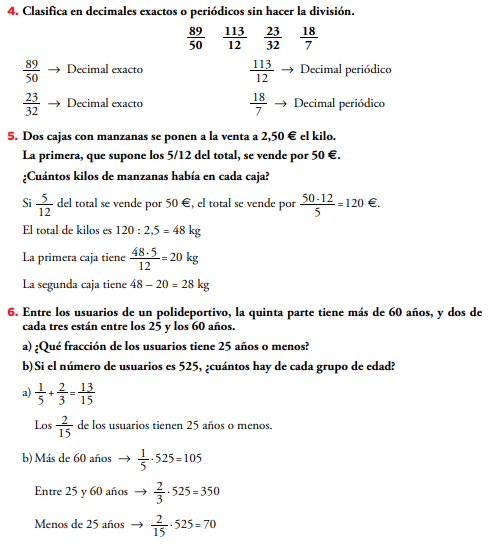 4. Clasifica en decimales exactos o periódicos sin hacer la división.
89/50 113/12 23/32 18/7
89/50 → Decimal exacto
113/12 → Decimal periódico
23/32 → Decimal exacto
18/7 → Decimal periódico
5. Dos cajas con manzanas se ponen a la venta a 2,50 € el kilo.
La primera, que supone los 5/12 del total, se vende por 50 €.
¿Cuántos kilos de manzanas había en cada caja?
Si 5/12 del total se vende por 50 €, el total se vende por 50·12/5 = 120 €.
El total de kilos es 120 : 2,5 = 48 kg
La primera caja tiene 48·5/12 = 20 kg
La segunda caja tiene 48 – 20 = 28 kg
6. Entre los usuarios de un polideportivo, la quinta parte tiene más de 60 años, y dos de
cada tres están entre los 25 y los 60 años.
a) ¿Qué fracción de los usuarios tiene 25 años o menos?
b) Si el número de usuarios es 525, ¿cuántos hay de cada grupo de edad?
a) 1/5 + 2/3 = 13/15
Los 2/15 de los usuarios tienen 25 años o menos.
b) Más de 60 años → 1/5 · 525 = 105
Entre 25 y 60 años → 2/3 · 525 = 350
Menos de 25 años → 2/15 · 525 = 70